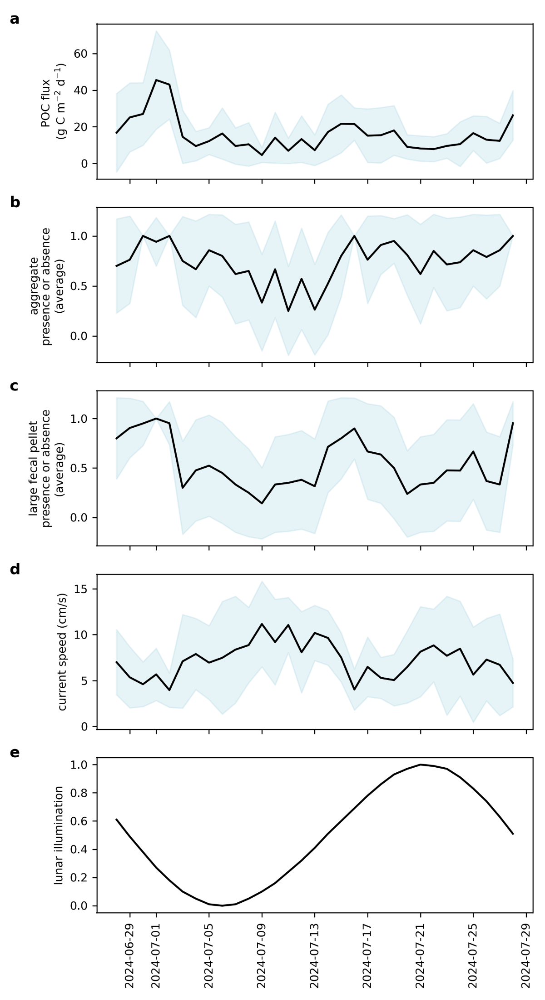 a
POC flux
(g C m⁻² d⁻¹)
60
40
20
0
b
aggregate
presence or absence
(average)
1.0
0.5
0.0
c
large fecal pellet
presence or absence
(average)
1.0
0.5
0.0
d
current speed (cm/s)
15
10
5
0
e
lunar illumination
1.0
0.8
0.6
0.4
0.2
0.0
2024-06-29
2024-07-01
2024-07-05
2024-07-09
2024-07-13
2024-07-17
2024-07-21
2024-07-25
2024-07-29